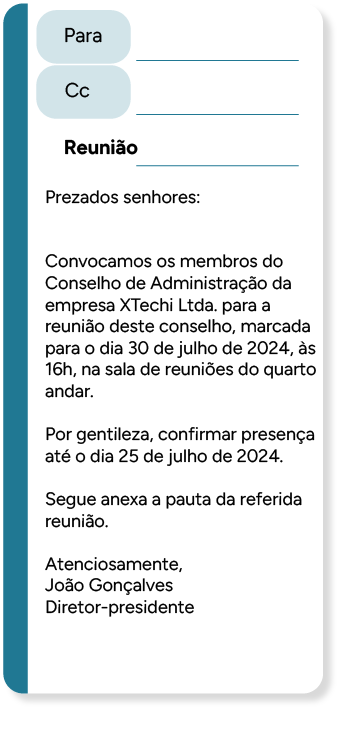 Para
Cc
Reunião
Prezados senhores:
Convocamos os membros do
Conselho de Administração da
empresa XTechi Ltda. para a
reunião deste conselho, marcada
para o dia 30 de julho de 2024, às
16h, na sala de reuniões do quarto
andar.
Por gentileza, confirmar presença
até o dia 25 de julho de 2024.
Segue anexa a pauta da referida
reunião.
Atenciosamente,
João Gonçalves
Diretor-presidente